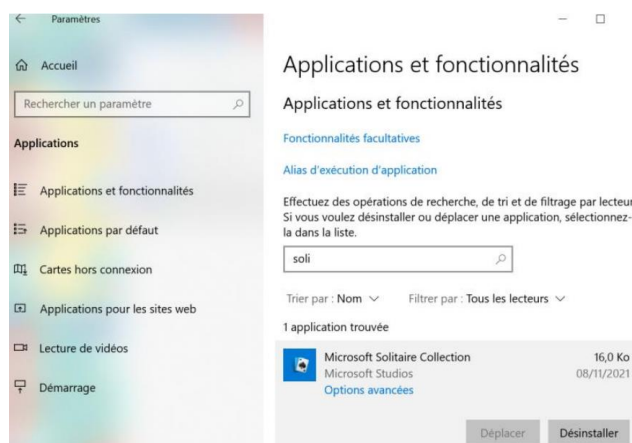 Paramètres
Accueil
Rechercher un paramètre
Applications
Applications et fonctionnalités
Applications par défaut
Cartes hors connexion
Applications pour les sites web
Lecture de vidéos
Démarrage
Applications et fonctionnalités
Applications et fonctionnalités
Fonctionnalités facultatives
Alias d'exécution d'application
Effectuez des opérations de recherche, de tri et de filtrage par lecteur
Si vous voulez désinstaller ou déplacer une application, sélectionnez-
la dans la liste.
soli
Trier par : Nom Filtrer par : Tous les lecteurs
1 application trouvée
Microsoft Solitaire Collection 16,0 Ko
Microsoft Studios 08/11/2021
Options avancées
Déplacer Désinstaller